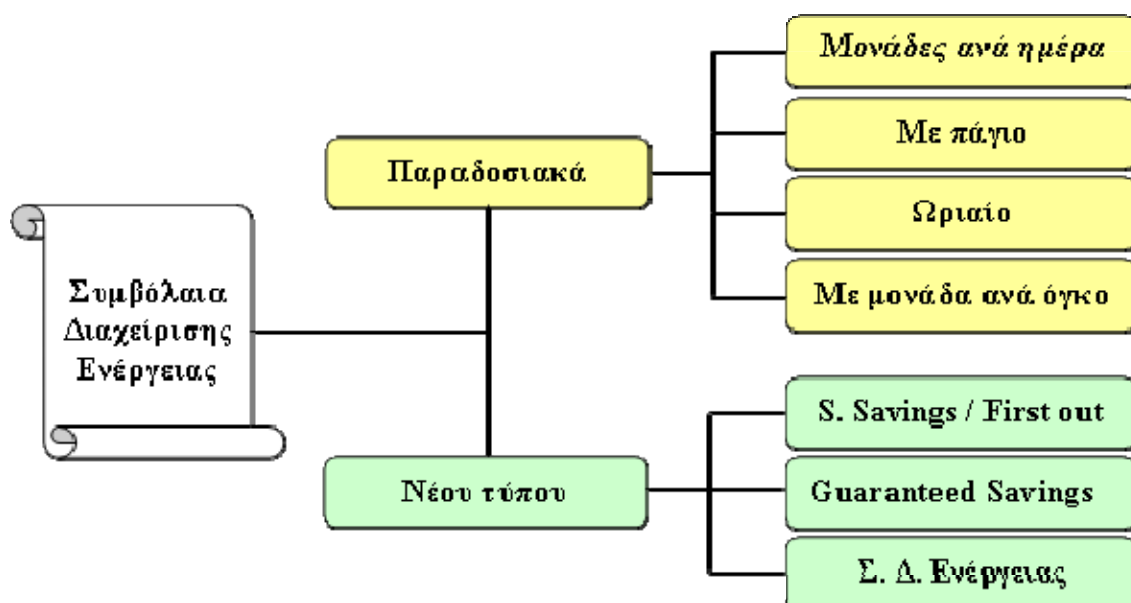 Συμβόλαια
Διαχείρισης
Ενέργειας
Παραδοσιακά
Μονάδες ανά ημέρα
Με πάγιο
Ωριαίο
Με μονάδα ανά όγκο
Νέου τύπου
S. Savings / First out
Guaranteed Savings
Σ. Δ. Ενέργειας